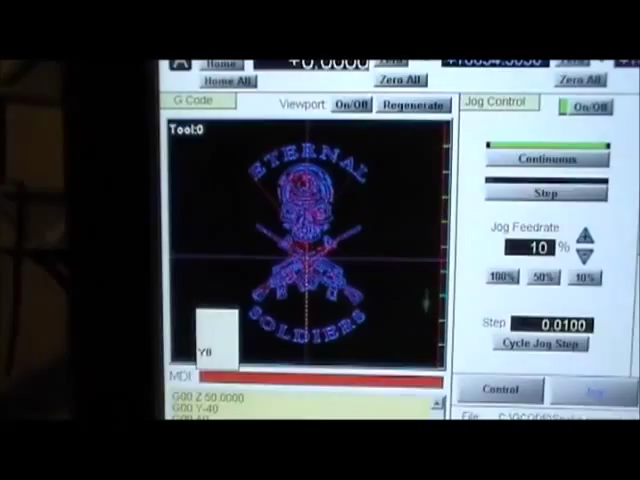 Home
+0.0000
Home All
Zero All
Zero All
G Code
Viewport
On/Off
Regenerate
Jog Control
On/Off
Tool:0
ETERNAL
SOLDIERS
Continuous
Step
Jog Feedrate
10 %
100%
50%
10%
Step
0.0100
Cycle Jog Step
Y0
MDI
Control
G00 Z 50.0000
G00 Y-40
File: